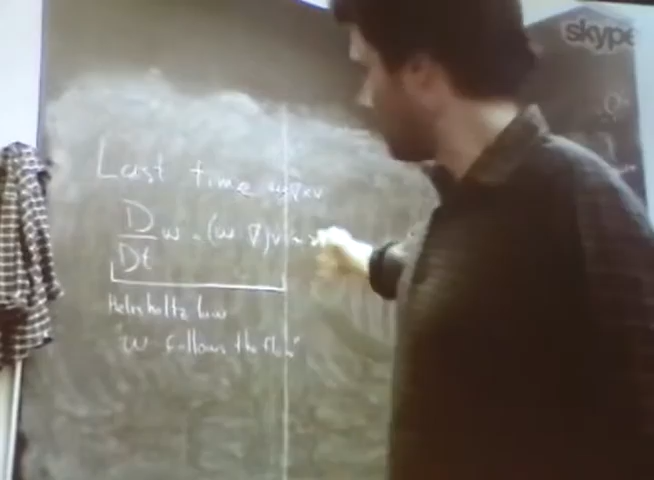 skype
Last time ω=∇×v
D/Dt ω - (ω ∇)v
Helmholtz law
"ω follows the flow"